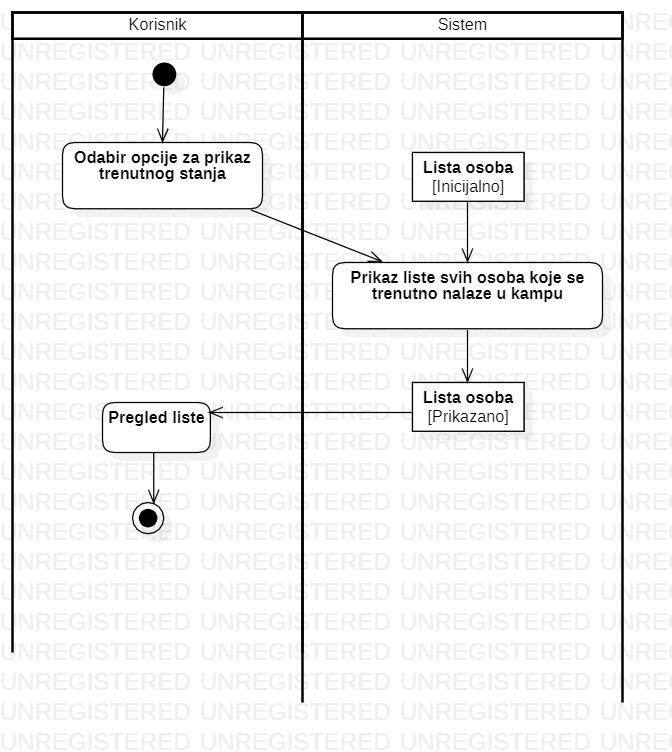 Korisnik
Sistem
Odabir opcije za prikaz
trenutnog stanja
Lista osoba
[Inicijalno]
Prikaz liste svih osoba koje se
trenutno nalaze u kampu
Lista osoba
[Prikazano]
Pregled liste
UNREGISTERED UNREGISTERED UNREGISTERED UNREGISTERED